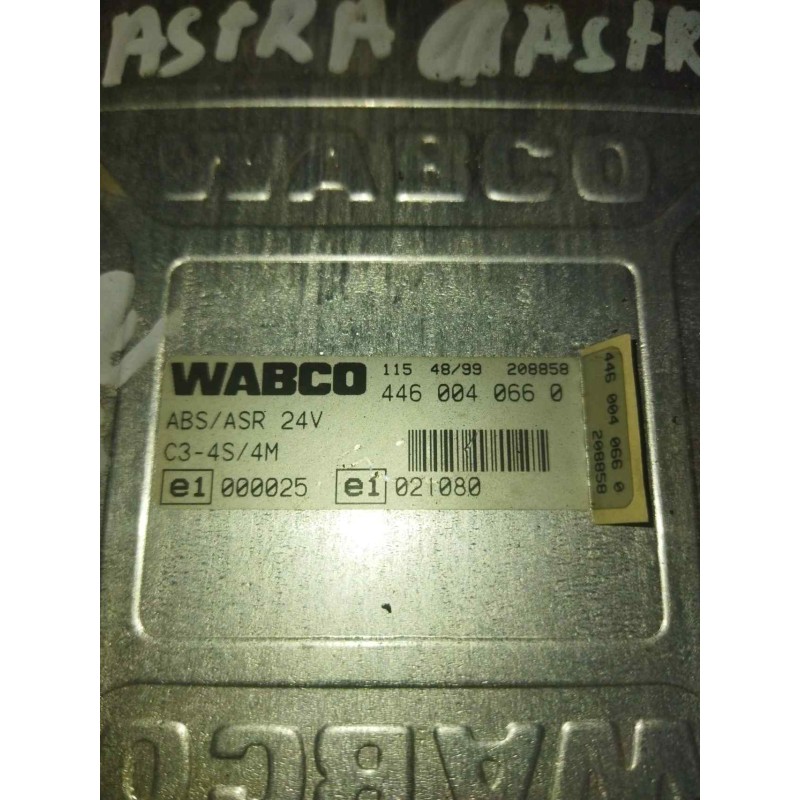 ASTRA ASTR
WABCO
WABCO 115 48/99 208858
446 004 066 0
ABS/ASR 24V
C3-4S/4M
e1 000025 e1 021080
446 004 066 0
208858
WABCO